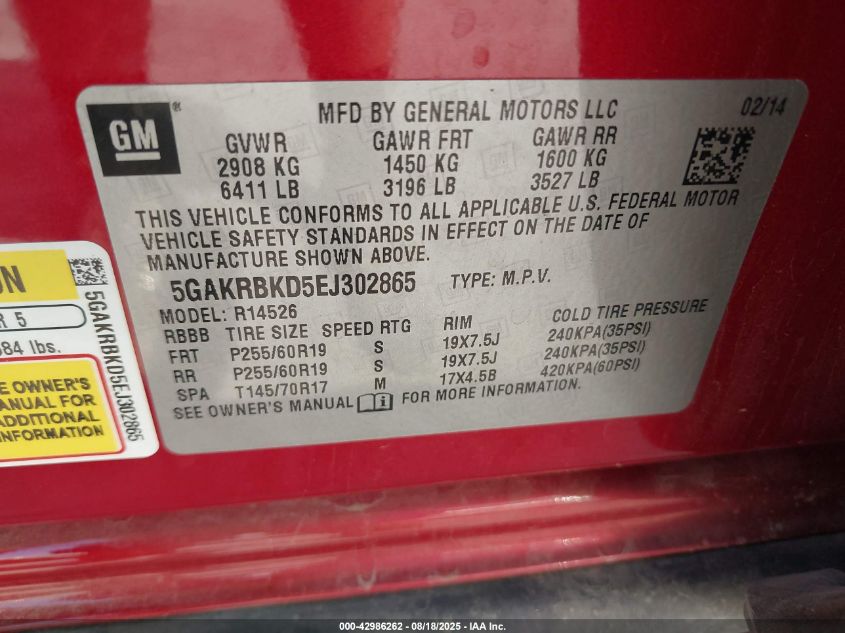 GM ®
MFD BY GENERAL MOTORS LLC 02/14
GVWR GAWR FRT GAWR RR
2908 KG 1450 KG 1600 KG
6411 LB 3196 LB 3527 LB
THIS VEHICLE CONFORMS TO ALL APPLICABLE U.S. FEDERAL MOTOR
VEHICLE SAFETY STANDARDS IN EFFECT ON THE DATE OF
MANUFACTURE SHOWN ABOVE.
5GAKRBKD5EJ302865 TYPE: M.P.V.
MODEL: R14526
RBBB TIRE SIZE SPEED RTG RIM COLD TIRE PRESSURE
FRT P255/60R19 S 19X7.5J 240KPA(35PSI)
RR P255/60R19 S 19X7.5J 240KPA(35PSI)
SPA T145/70R17 M 17X4.5B 420KPA(60PSI)
SEE OWNER'S MANUAL i FOR MORE INFORMATION.
R 5
lbs.
OWNER'S
FOR
INFORMATION
5GAKRBKD5EJ302865
000-42986262 - 08/18/2025 - IAA Inc.